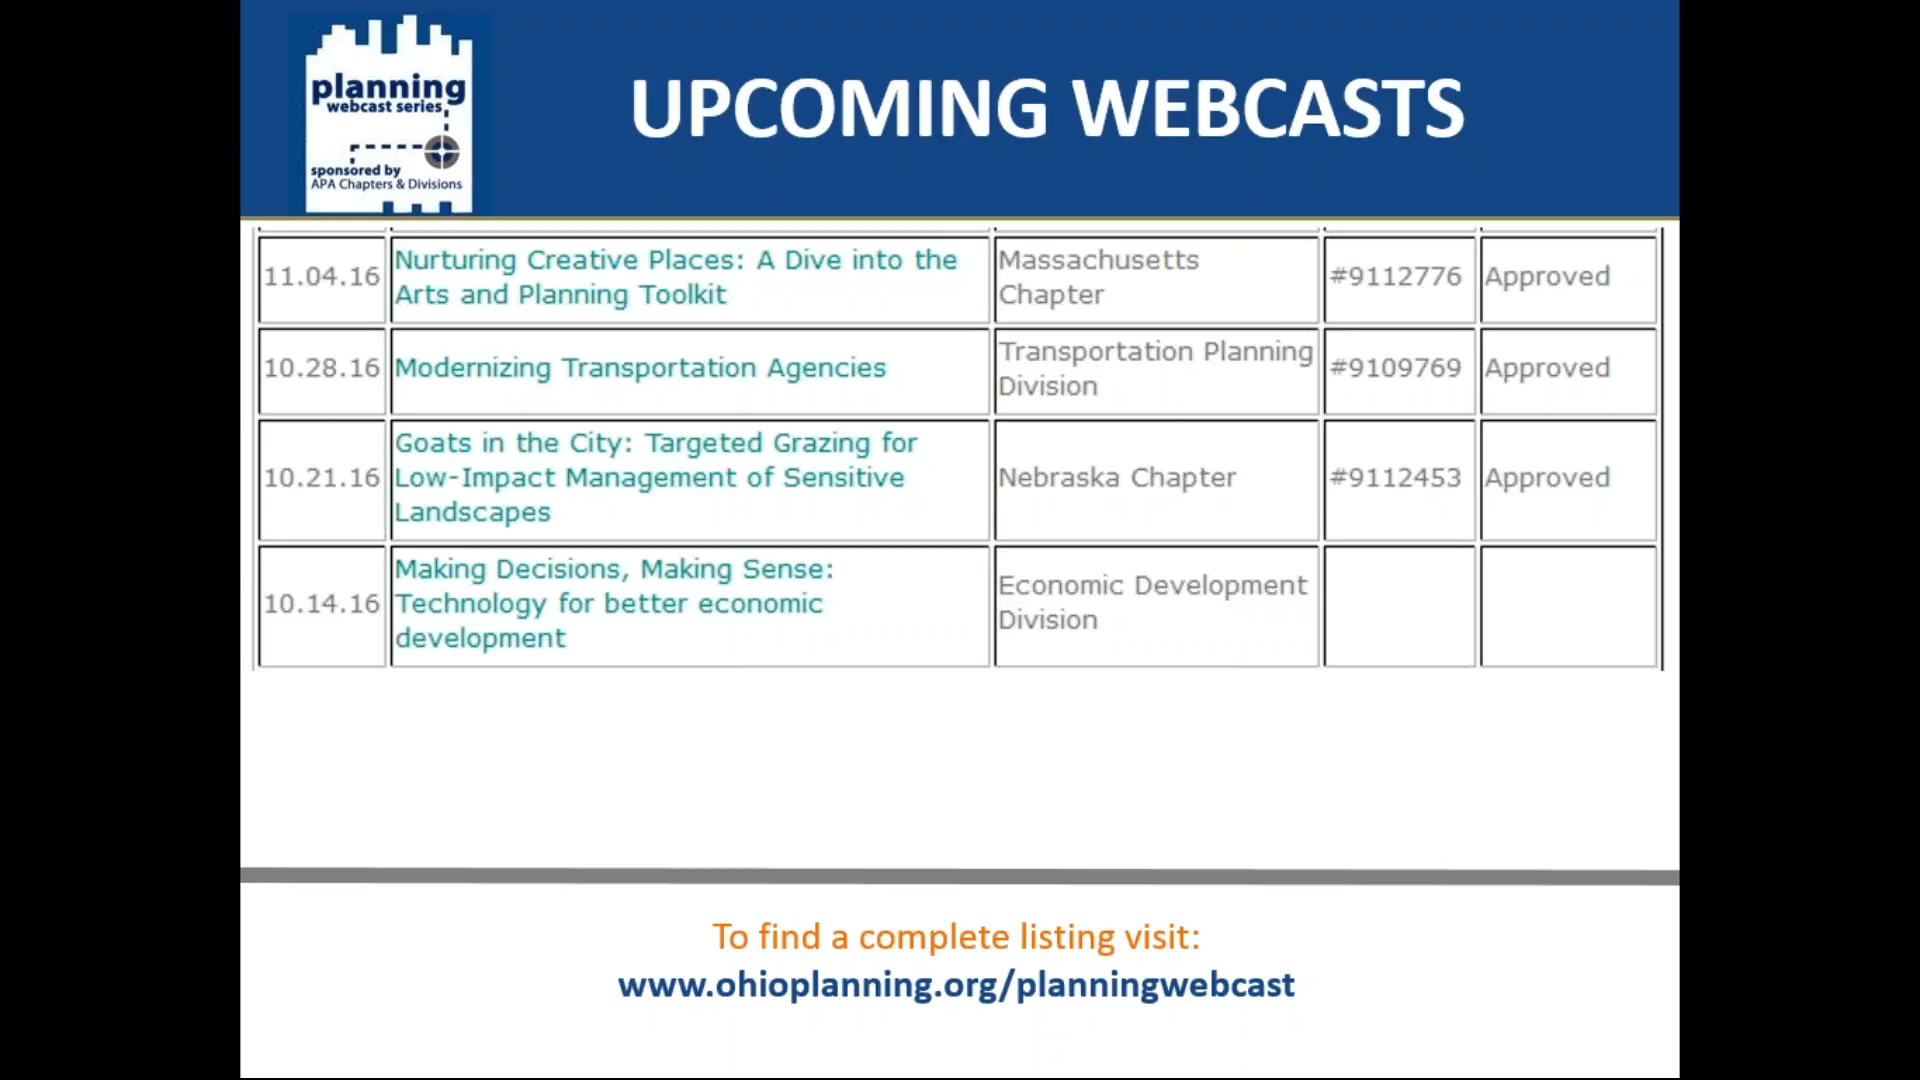 planning
webcast series
sponsored by
APA Chapters & Divisions
UPCOMING WEBCASTS
11.04.16
Nurturing Creative Places: A Dive into the
Arts and Planning Toolkit
Massachusetts
Chapter
#9112776
Approved
10.28.16
Modernizing Transportation Agencies
Transportation Planning
Division
#9109769
Approved
10.21.16
Goats in the City: Targeted Grazing for
Low-Impact Management of Sensitive
Landscapes
Nebraska Chapter
#9112453
Approved
10.14.16
Making Decisions, Making Sense:
Technology for better economic
development
Economic Development
Division
To find a complete listing visit:
www.ohioplanning.org/planningwebcast